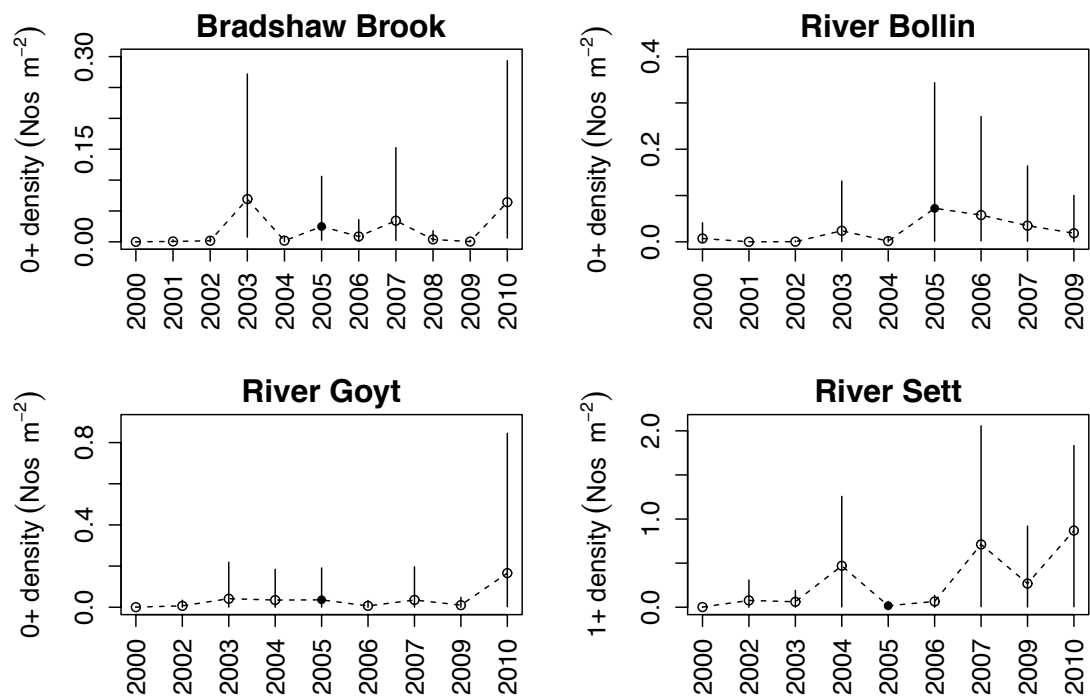 Bradshaw Brook
0+ density (Nos m−2)
0.00 0.15 0.30
2000 2001 2002 2003 2004 2005 2006 2007 2008 2009 2010
River Bollin
0+ density (Nos m−2)
0.0 0.2 0.4
2000 2001 2002 2003 2004 2005 2006 2007 2009
River Goyt
0+ density (Nos m−2)
0.0 0.4 0.8
2000 2002 2003 2004 2005 2006 2007 2009 2010
River Sett
1+ density (Nos m−2)
0.0 1.0 2.0
2000 2002 2003 2004 2005 2006 2007 2009 2010